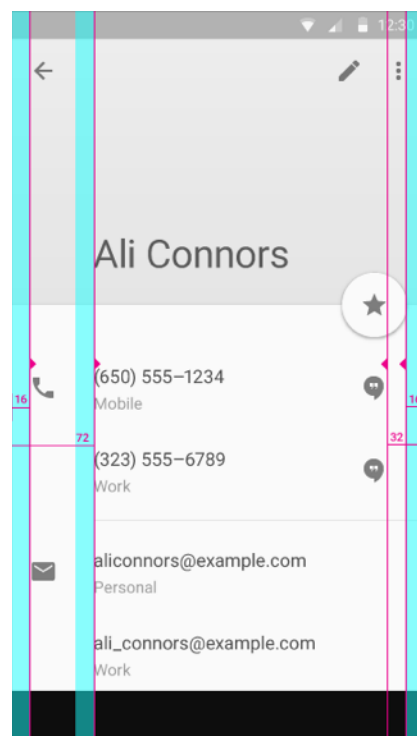 12:30
Ali Connors
(650) 555–1234
Mobile
16
16
72
32
(323) 555–6789
Work
aliconnors@example.com
Personal
ali_connors@example.com
Work